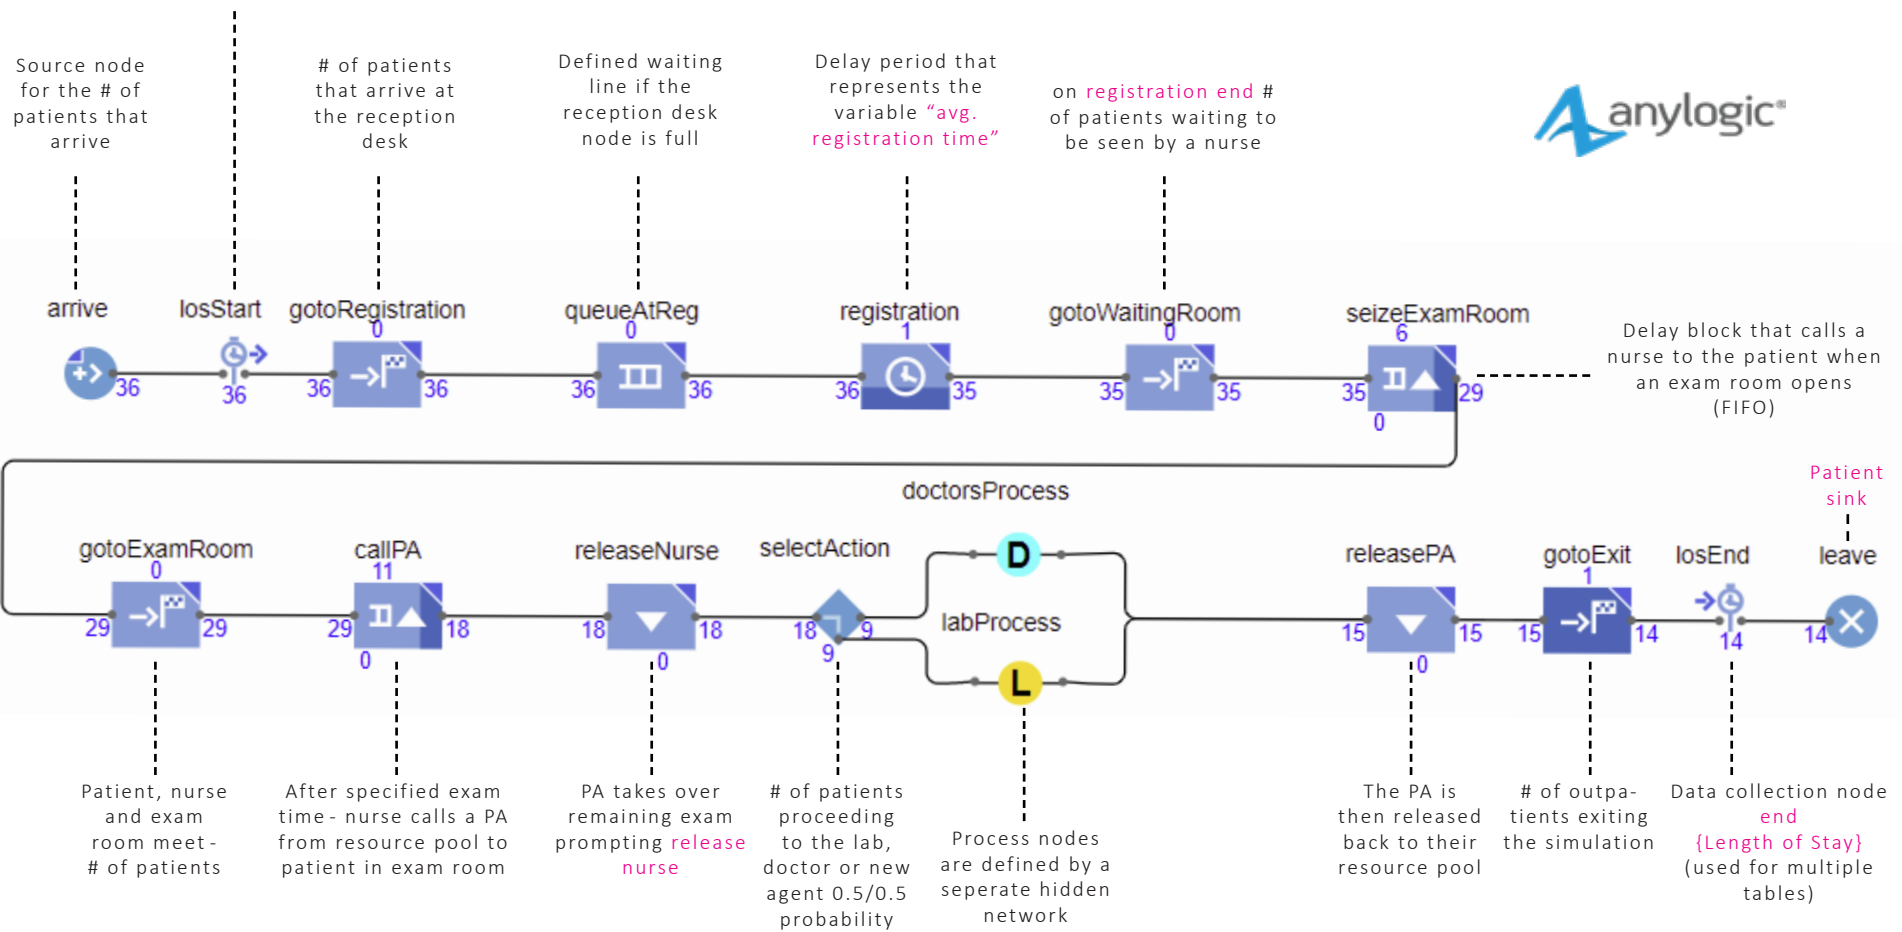 Source node
for the # of
patients that
arrive
# of patients
that arrive at
the reception
desk
Defined waiting
line if the
reception desk
node is full
Delay period that
represents the
variable “avg.
registration time”
on registration end #
of patients waiting to
be seen by a nurse
anylogic®
arrive
losStart
gotoRegistration
queueAtReg
registration
gotoWaitingRoom
seizeExamRoom
0
0
1
0
6
36
36
36
36
36
36
36
35
35
35
35
29
0
Delay block that calls a
nurse to the patient when
an exam room opens
(FIFO)
Patient
sink
doctorsProcess
gotoExamRoom
callPA
releaseNurse
selectAction
D
labProcess
L
releasePA
gotoExit
losEnd
leave
0
11
1
29
29
29
18
0
18
18
0
18
9
9
15
15
0
15
14
14
14
Patient, nurse
and exam
room meet -
# of patients
After specified exam
time - nurse calls a PA
from resource pool to
patient in exam room
PA takes over
remaining exam
prompting release
nurse
# of patients
proceeding
to the lab,
doctor or new
agent 0.5/0.5
probability
Process nodes
are defined by a
seperate hidden
network
The PA is
then released
back to their
resource pool
# of outpa-
tients exiting
the simulation
Data collection node
end
{Length of Stay}
(used for multiple
tables)